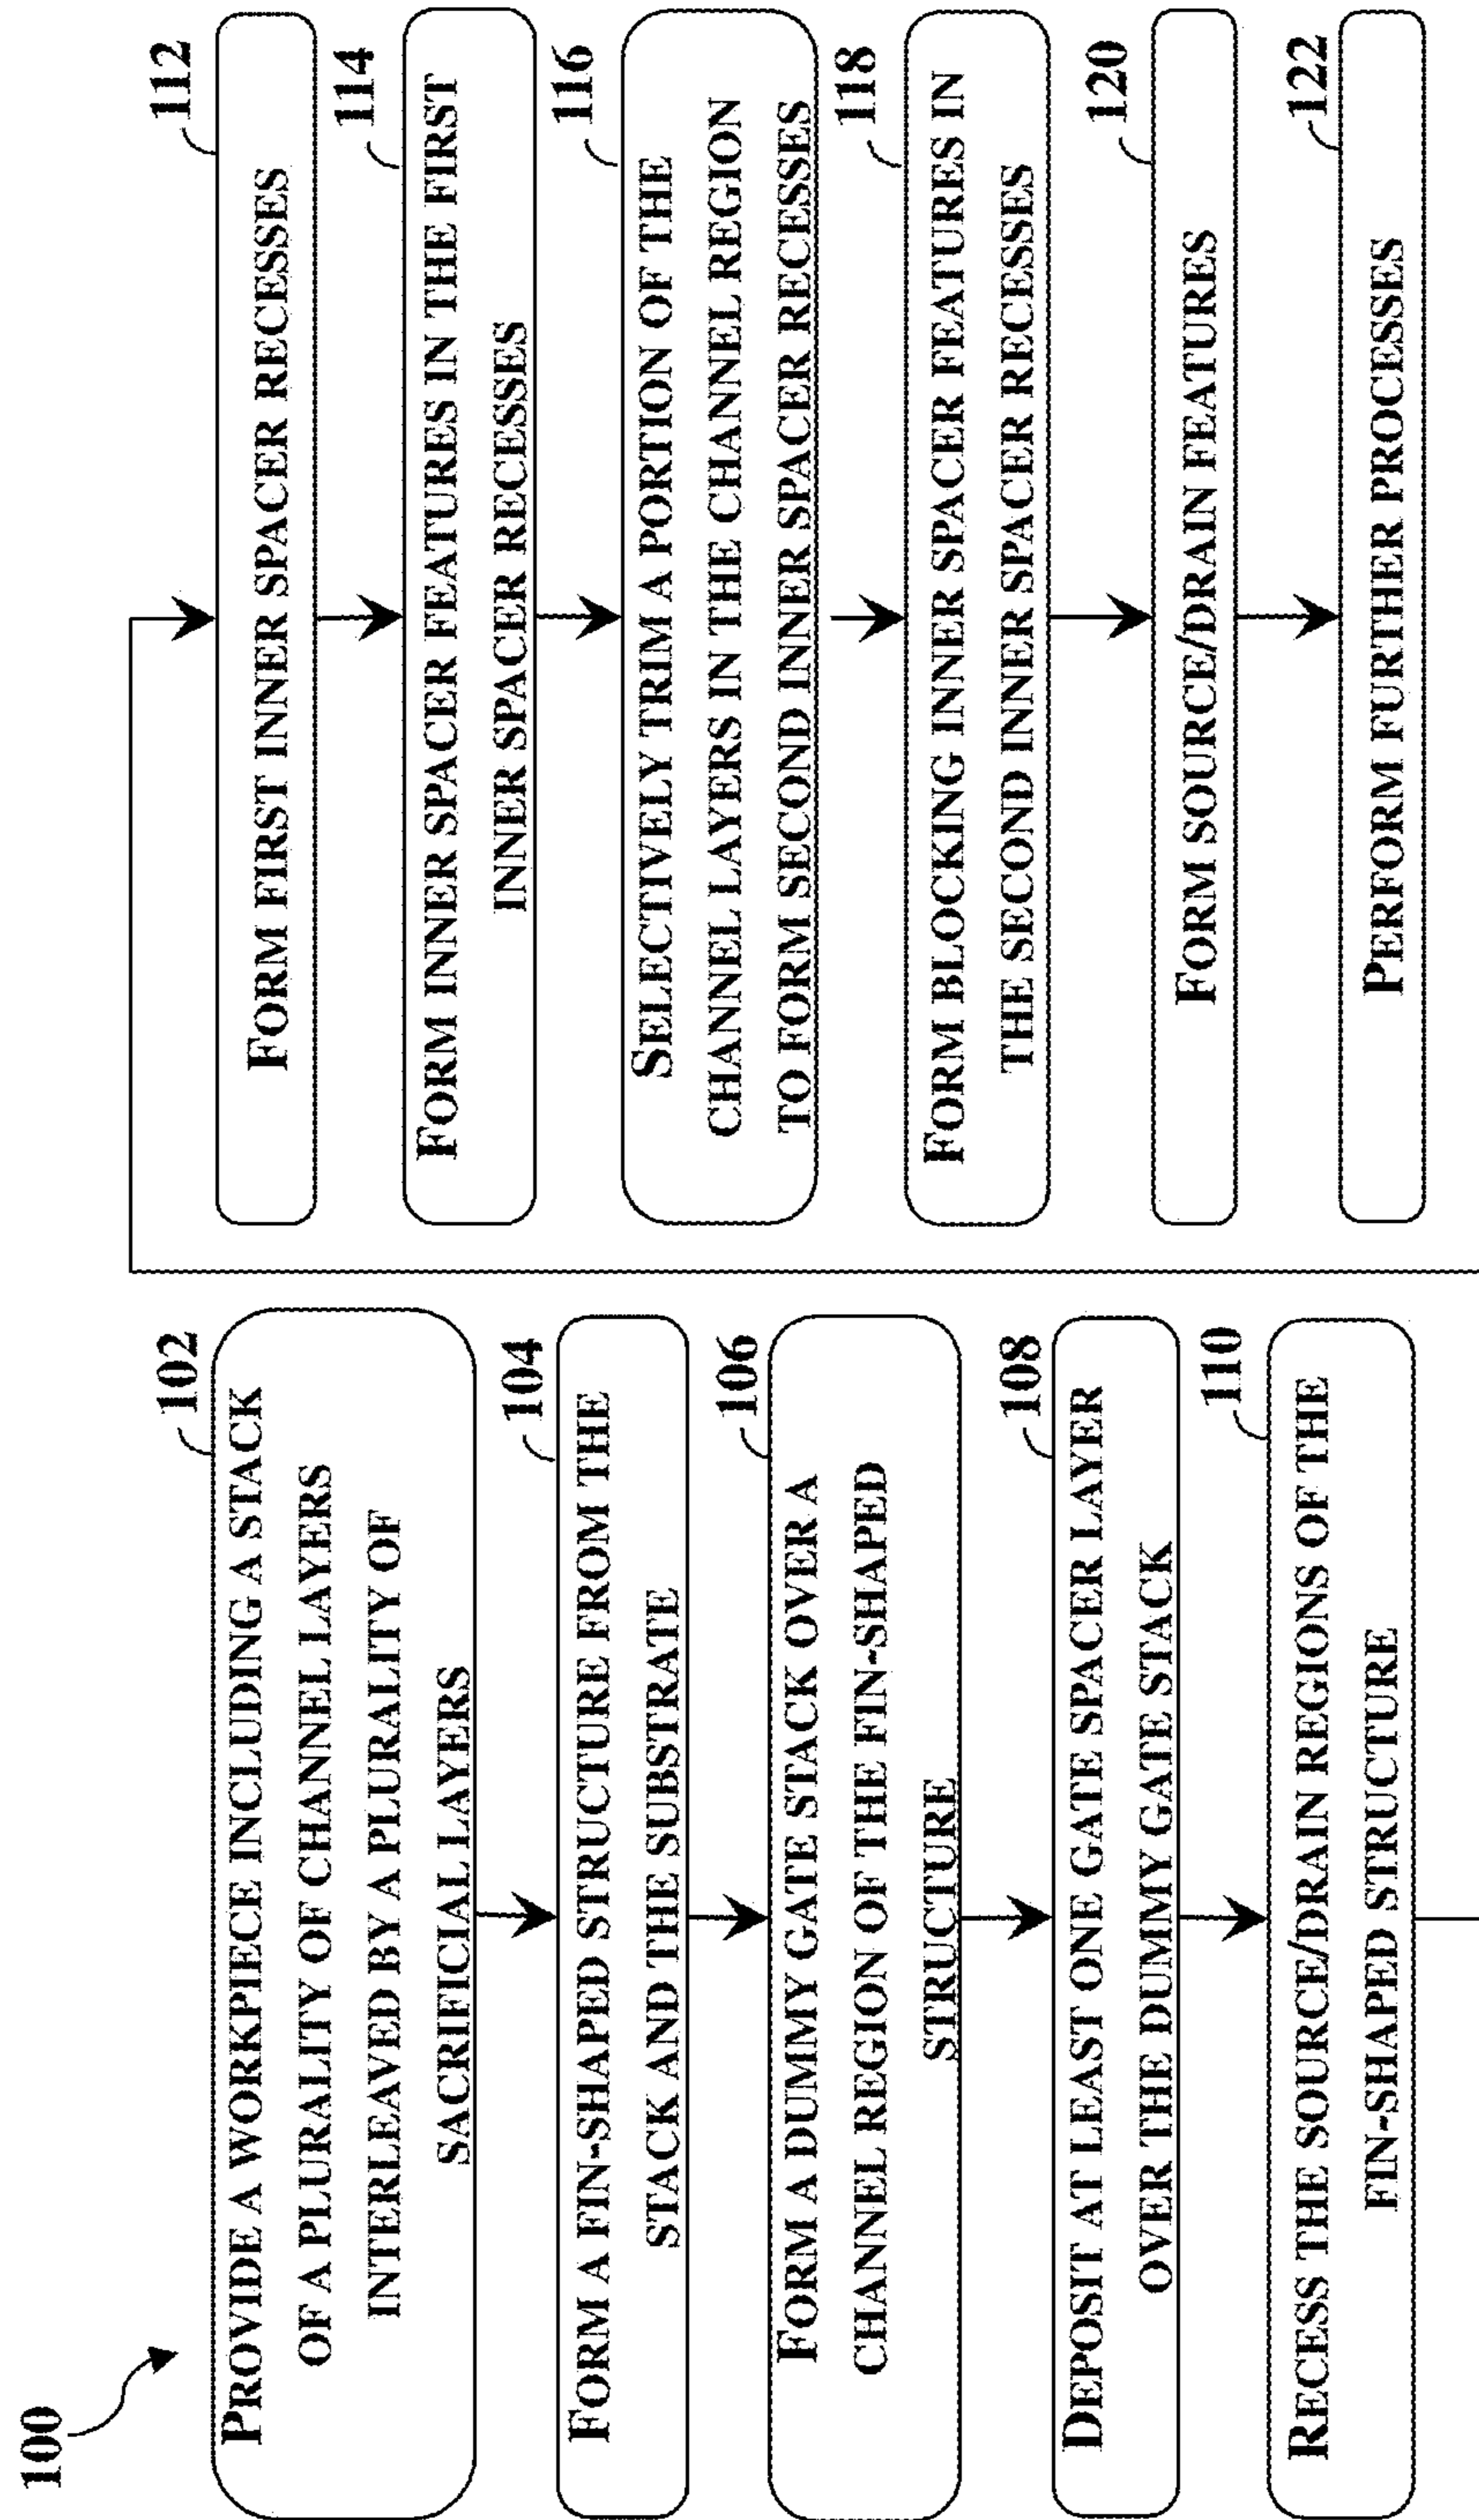 100
102
PROVIDE A WORKPIECE INCLUDING A STACK
OF A PLURALITY OF CHANNEL LAYERS
INTERLEAVED BY A PLURALITY OF
SACRIFICIAL LAYERS
104
FORM A FIN-SHAPED STRUCTURE FROM THE
STACK AND THE SUBSTRATE
106
FORM A DUMMY GATE STACK OVER A
CHANNEL REGION OF THE FIN-SHAPED
STRUCTURE
108
DEPOSIT AT LEAST ONE GATE SPACER LAYER
OVER THE DUMMY GATE STACK
110
RECESS THE SOURCE/DRAIN REGIONS OF THE
FIN-SHAPED STRUCTURE
112
FORM FIRST INNER SPACER RECESSES
114
FORM INNER SPACER FEATURES IN THE FIRST
INNER SPACER RECESSES
116
SELECTIVELY TRIM A PORTION OF THE
CHANNEL LAYERS IN THE CHANNEL REGION
TO FORM SECOND INNER SPACER RECESSES
118
FORM BLOCKING INNER SPACER FEATURES IN
THE SECOND INNER SPACER RECESSES
120
FORM SOURCE/DRAIN FEATURES
122
PERFORM FURTHER PROCESSES